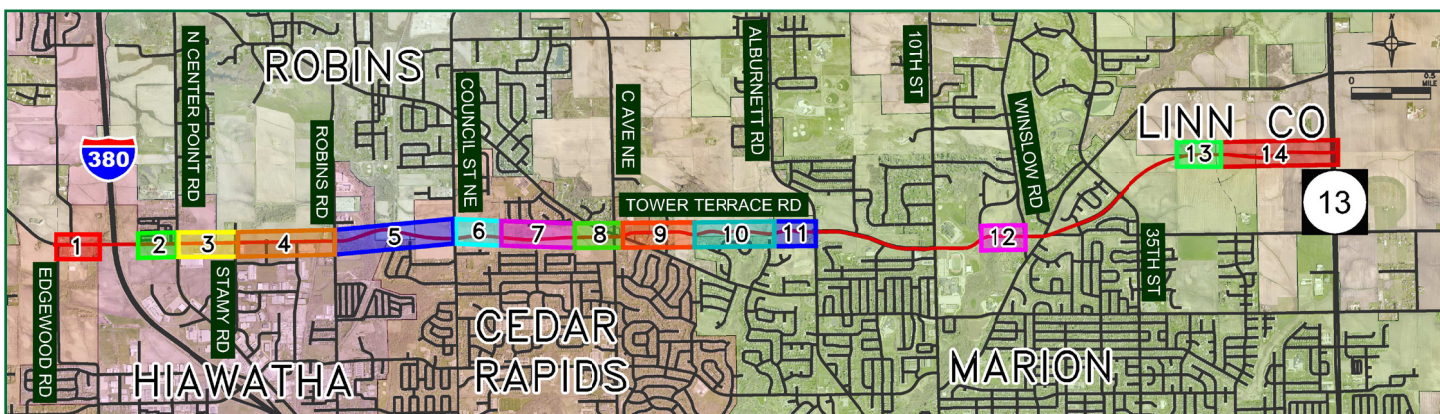 N
0
0.5
MILE
ROBINS
N CENTER POINT RD
ROBINS RD
COUNCIL ST NE
C AVE NE
ALBURNETT RD
10TH ST
WINSLOW RD
LINN CO
380
TOWER TERRACE RD
13
1
2
3
4
5
6
7
8
9
10
11
12
13
14
EDGEWOOD RD
STAMY RD
35TH ST
HIAWATHA
CEDAR
RAPIDS
MARION